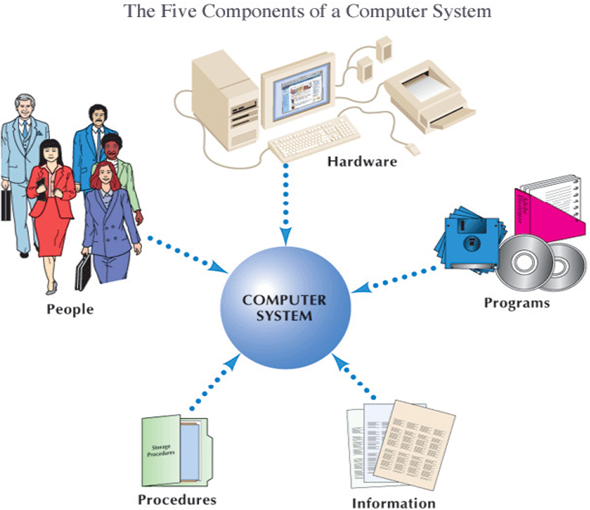 The Five Components of a Computer System
Hardware
People
COMPUTER
SYSTEM
Programs
Storage
Procedures
Procedures
Information